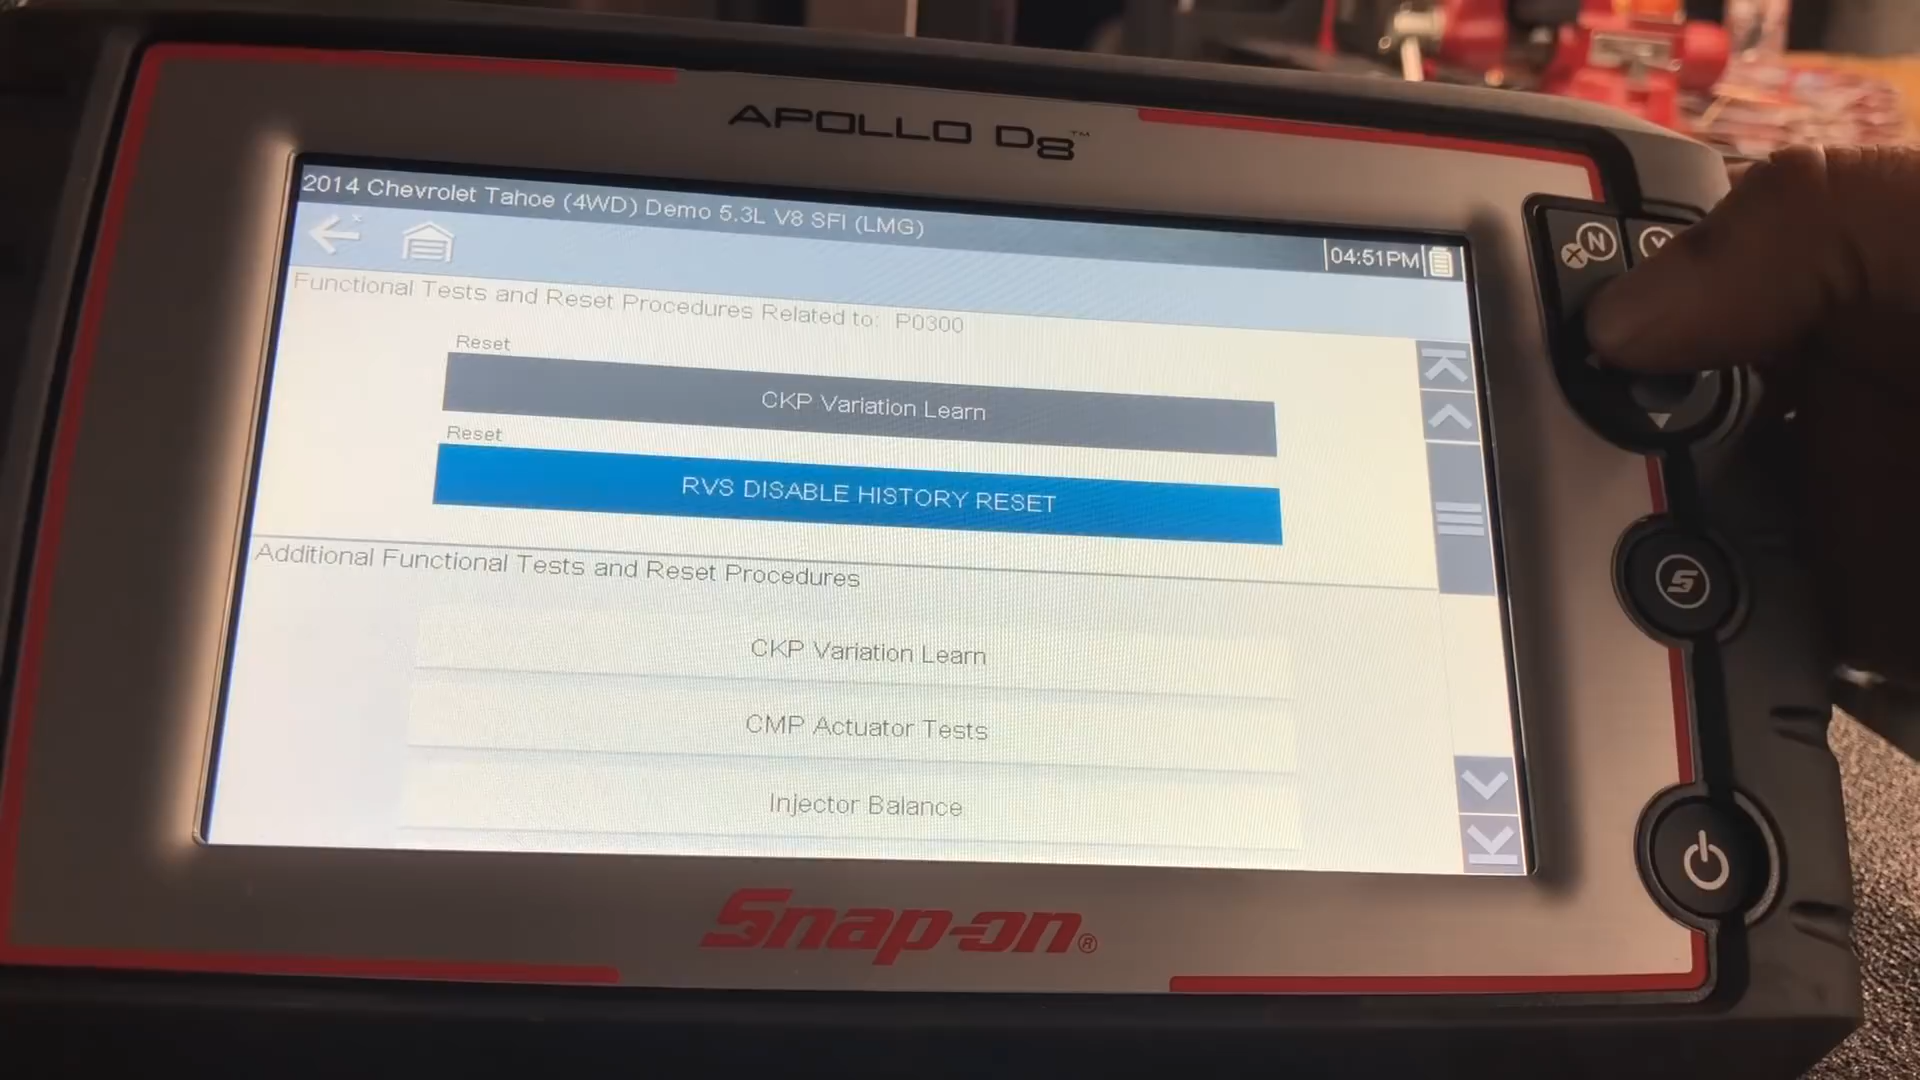 APOLLO D8™
2014 Chevrolet Tahoe (4WD) Demo 5.3L V8 SFI (LMG)
04:51PM
Functional Tests and Reset Procedures Related to: P0300
Reset
CKP Variation Learn
Reset
RVS DISABLE HISTORY RESET
Additional Functional Tests and Reset Procedures
CKP Variation Learn
CMP Actuator Tests
Injector Balance
N
Y
S
Snap-on®